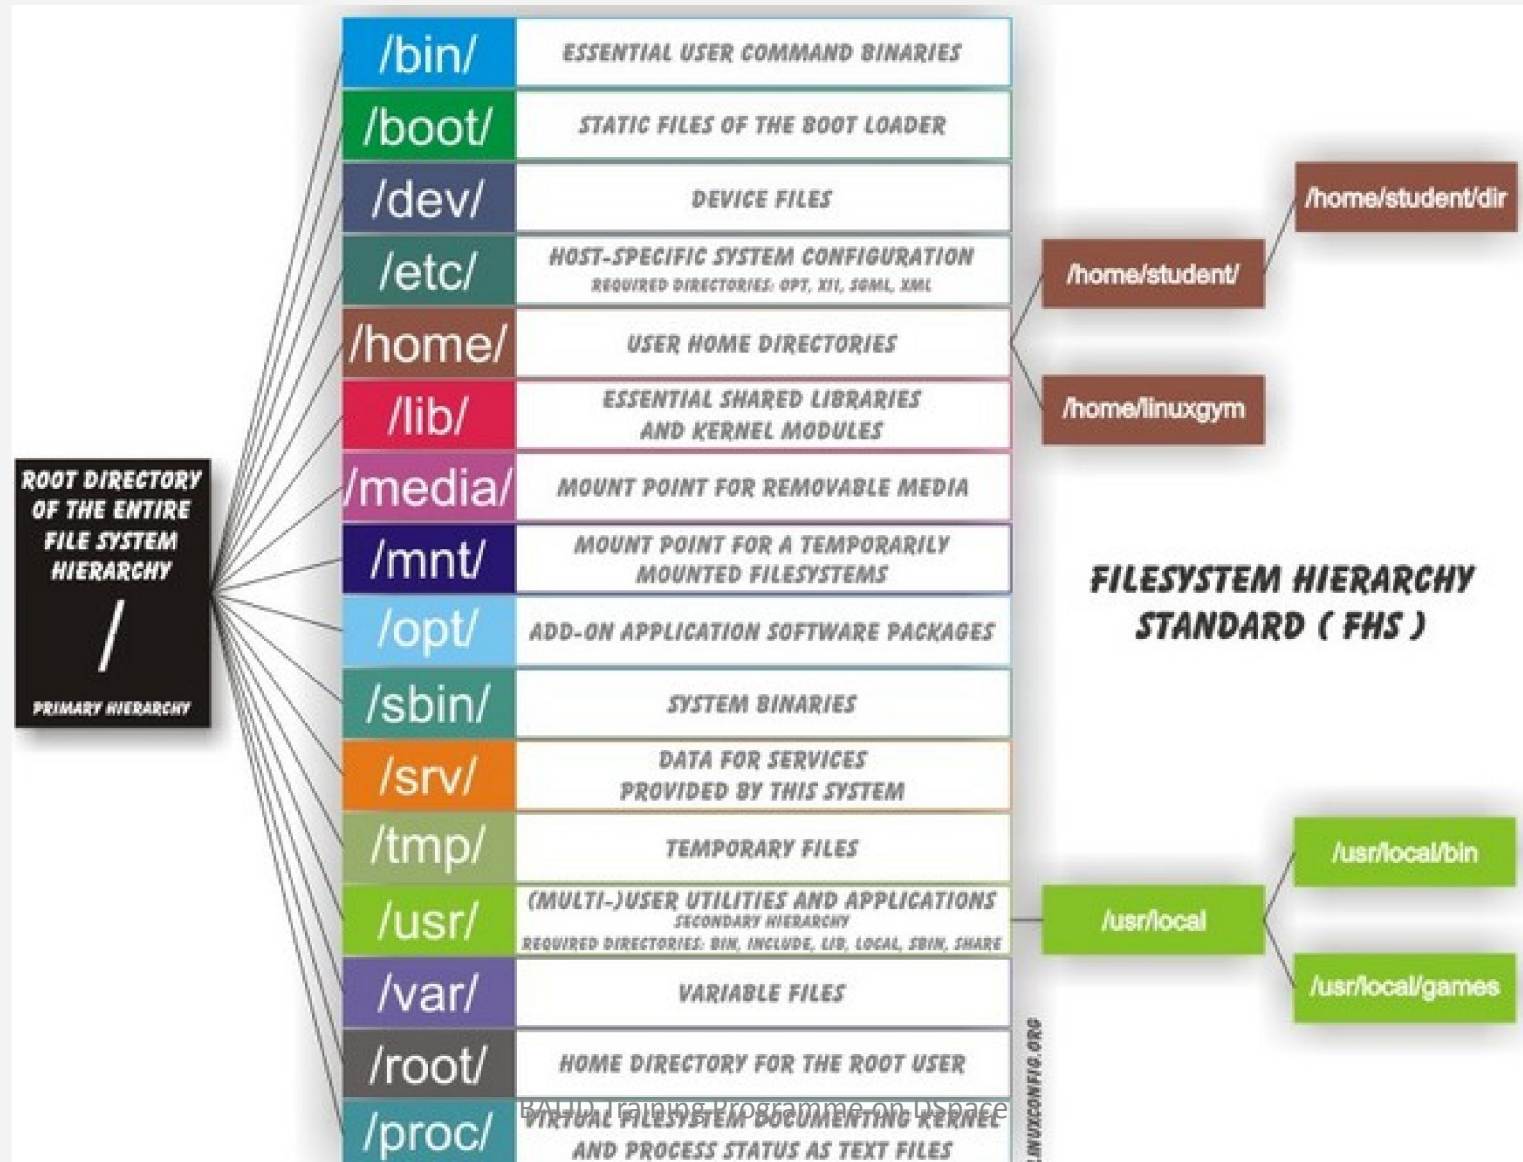 /bin/
ESSENTIAL USER COMMAND BINARIES
/boot/
STATIC FILES OF THE BOOT LOADER
/dev/
DEVICE FILES
/etc/
HOST-SPECIFIC SYSTEM CONFIGURATION
REQUIRED DIRECTORIES: OPT, X11, SGML, XML
/home/
USER HOME DIRECTORIES
/lib/
ESSENTIAL SHARED LIBRARIES
AND KERNEL MODULES
/media/
MOUNT POINT FOR REMOVABLE MEDIA
/mnt/
MOUNT POINT FOR A TEMPORARILY
MOUNTED FILESYSTEMS
/opt/
ADD-ON APPLICATION SOFTWARE PACKAGES
/sbin/
SYSTEM BINARIES
/srv/
DATA FOR SERVICES
PROVIDED BY THIS SYSTEM
/tmp/
TEMPORARY FILES
/usr/
(MULTI-)USER UTILITIES AND APPLICATIONS
SECONDARY HIERARCHY
REQUIRED DIRECTORIES: BIN, INCLUDE, LIB, LOCAL, SBIN, SHARE
/var/
VARIABLE FILES
/root/
HOME DIRECTORY FOR THE ROOT USER
/proc/
VIRTUAL FILESYSTEM DOCUMENTING KERNEL
AND PROCESS STATUS AS TEXT FILES
Training Programme on DSpace
ROOT DIRECTORY
OF THE ENTIRE
FILE SYSTEM
HIERARCHY
/
PRIMARY HIERARCHY
/home/student/dir
/home/student/
/home/linuxgym
FILESYSTEM HIERARCHY
STANDARD ( FHS )
/usr/local/bin
/usr/local
/usr/local/games
LINUXCONFIG.ORG